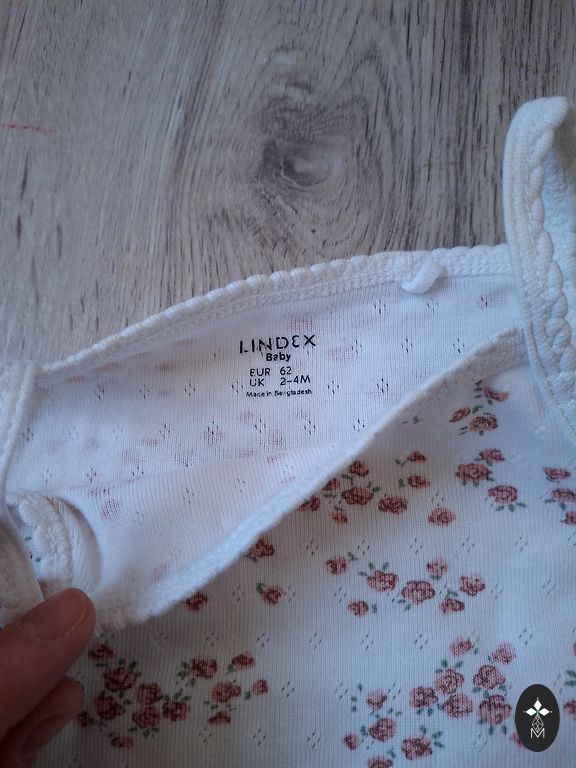 LINDEX
Baby
EUR 62
UK 2-4M
Made in Bangladesh
M